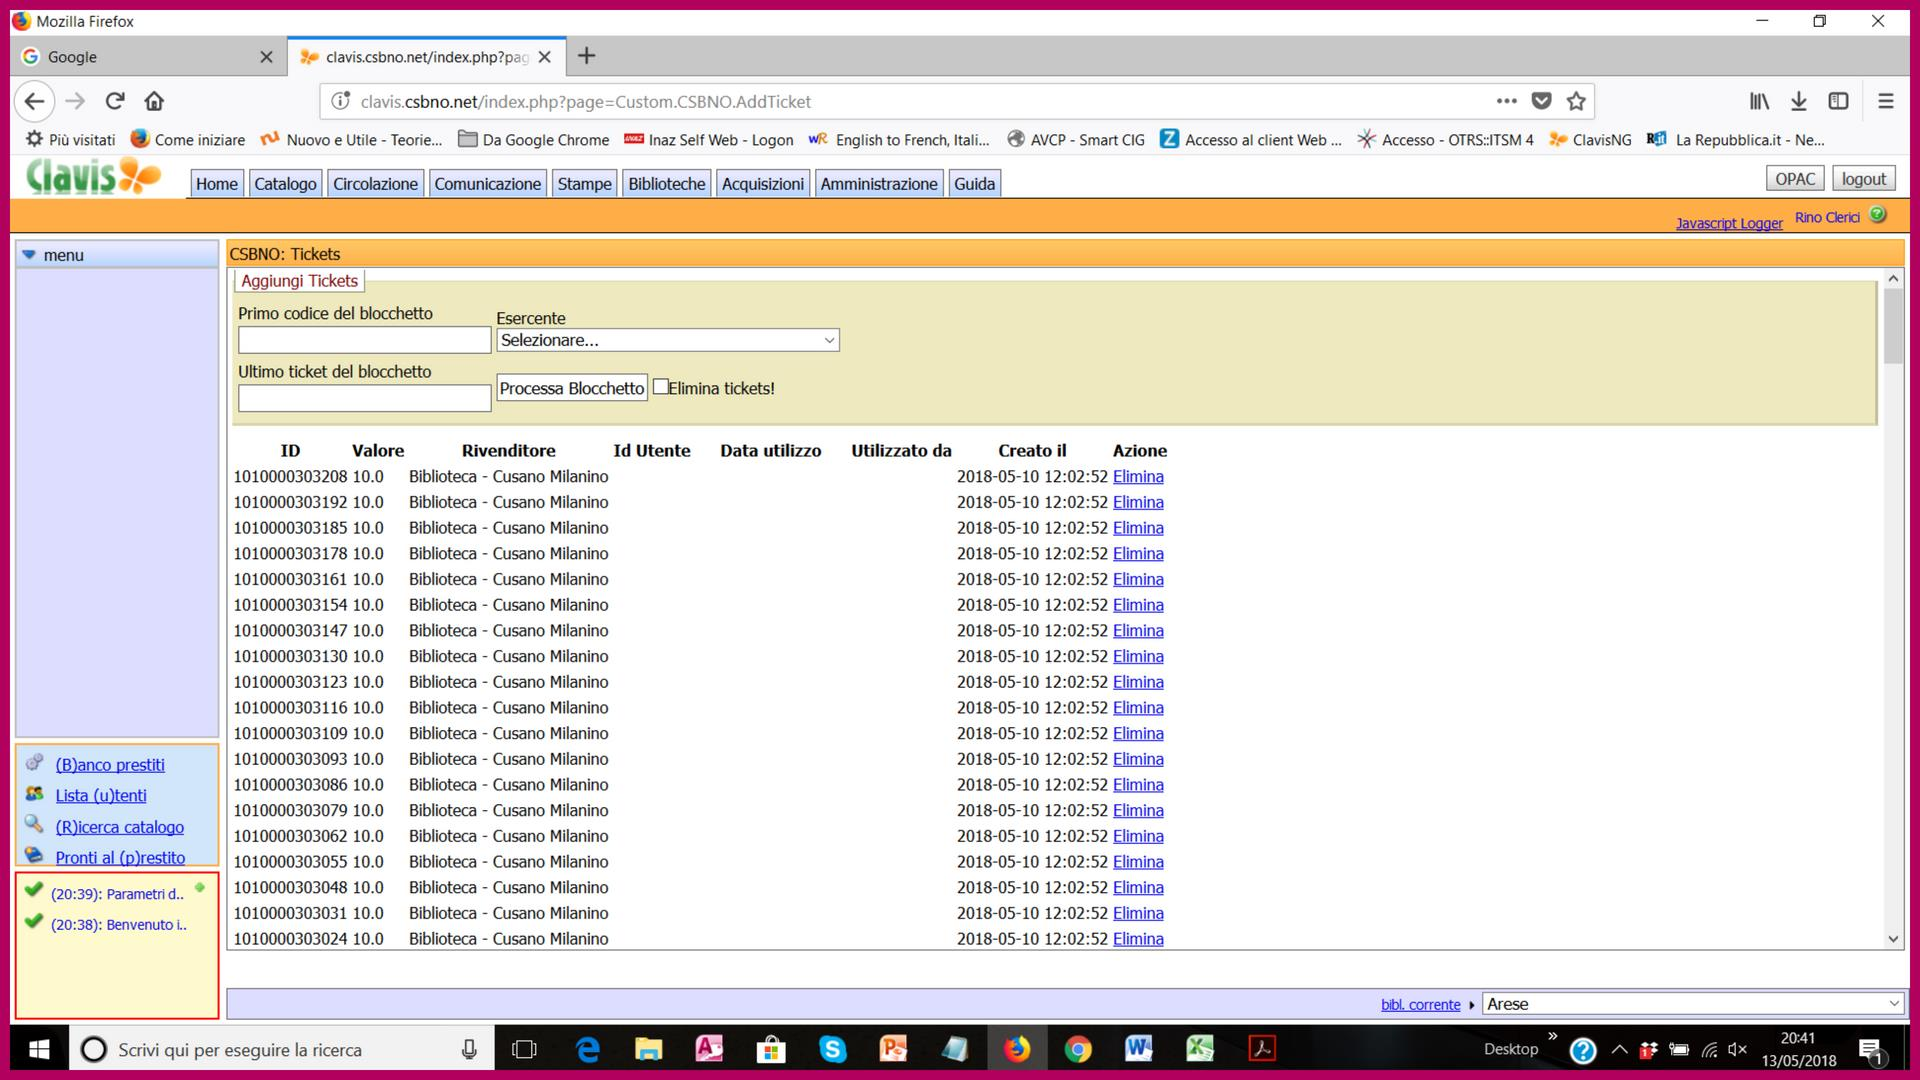 Mozilla Firefox
Google
clavis.csbno.net/index.php?pag
clavis.csbno.net/index.php?page=Custom.CSBNO.AddTicket
Più visitati Come iniziare Nuovo e Utile - Teorie... Da Google Chrome Inaz Self Web - Logon English to French, Itali... AVCP - Smart CIG Accesso al client Web ... Accesso - OTRS::ITSM 4 ClavisNG La Repubblica.it - Ne...
Clavis
Home Catalogo Circolazione Comunicazione Stampe Biblioteche Acquisizioni Amministrazione Guida OPAC logout
Javascript Logger Rino Clerici
menu
CSBNO: Tickets
Aggiungi Tickets
Primo codice del blocchetto
Esercente
Selezionare...
Ultimo ticket del blocchetto
Processa Blocchetto Elimina tickets!
ID Valore Rivenditore Id Utente Data utilizzo Utilizzato da Creato il Azione
1010000303208 10.0 Biblioteca - Cusano Milanino 2018-05-10 12:02:52 Elimina
1010000303192 10.0 Biblioteca - Cusano Milanino 2018-05-10 12:02:52 Elimina
1010000303185 10.0 Biblioteca - Cusano Milanino 2018-05-10 12:02:52 Elimina
1010000303178 10.0 Biblioteca - Cusano Milanino 2018-05-10 12:02:52 Elimina
1010000303161 10.0 Biblioteca - Cusano Milanino 2018-05-10 12:02:52 Elimina
1010000303154 10.0 Biblioteca - Cusano Milanino 2018-05-10 12:02:52 Elimina
1010000303147 10.0 Biblioteca - Cusano Milanino 2018-05-10 12:02:52 Elimina
1010000303130 10.0 Biblioteca - Cusano Milanino 2018-05-10 12:02:52 Elimina
1010000303123 10.0 Biblioteca - Cusano Milanino 2018-05-10 12:02:52 Elimina
1010000303116 10.0 Biblioteca - Cusano Milanino 2018-05-10 12:02:52 Elimina
1010000303109 10.0 Biblioteca - Cusano Milanino 2018-05-10 12:02:52 Elimina
1010000303093 10.0 Biblioteca - Cusano Milanino 2018-05-10 12:02:52 Elimina
1010000303086 10.0 Biblioteca - Cusano Milanino 2018-05-10 12:02:52 Elimina
1010000303079 10.0 Biblioteca - Cusano Milanino 2018-05-10 12:02:52 Elimina
1010000303062 10.0 Biblioteca - Cusano Milanino 2018-05-10 12:02:52 Elimina
1010000303055 10.0 Biblioteca - Cusano Milanino 2018-05-10 12:02:52 Elimina
1010000303048 10.0 Biblioteca - Cusano Milanino 2018-05-10 12:02:52 Elimina
1010000303031 10.0 Biblioteca - Cusano Milanino 2018-05-10 12:02:52 Elimina
1010000303024 10.0 Biblioteca - Cusano Milanino 2018-05-10 12:02:52 Elimina
(B)anco prestiti
Lista (u)tenti
(R)icerca catalogo
Pronti al (p)restito
(20:39): Parametri d..
(20:38): Benvenuto i..
bibl. corrente Arese
Scrivi qui per eseguire la ricerca
Desktop
20:41
13/05/2018
1